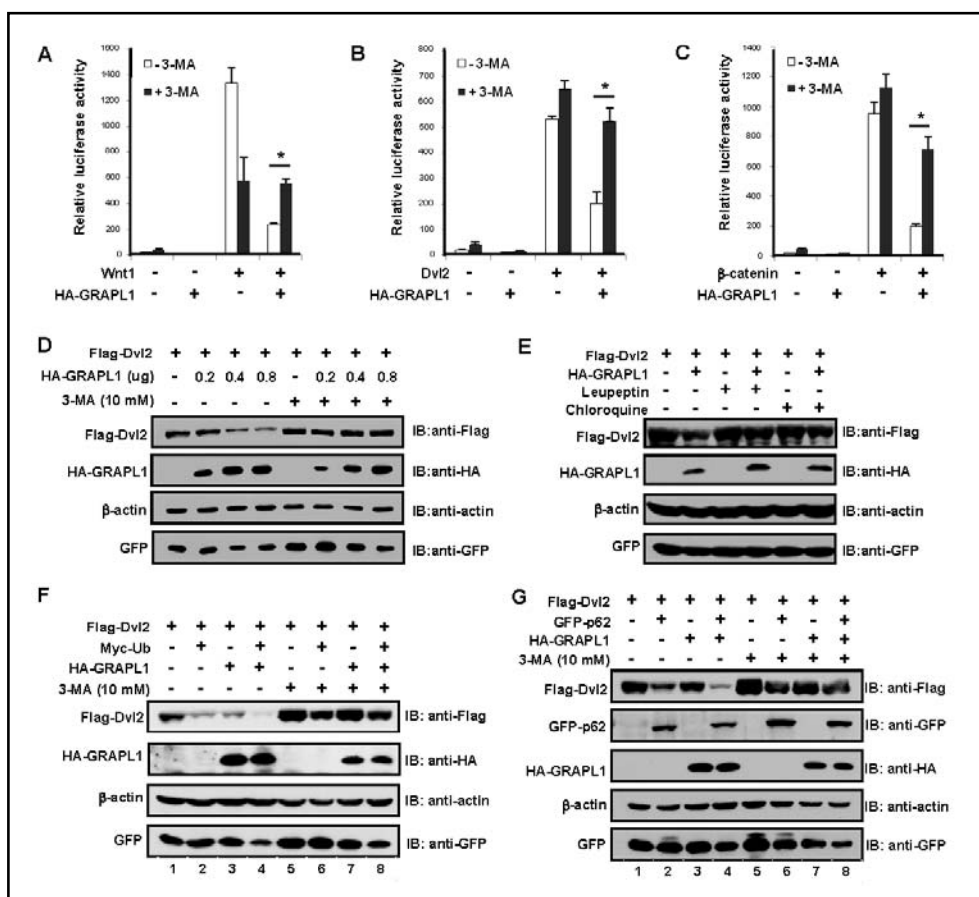 A
Relative luciferase activity
1600
1400
1200
1000
800
600
400
200
0
- 3-MA
+ 3-MA
*
Wnt1 - - + +
HA-GRAPL1 - + - +
B
Relative luciferase activity
800
700
600
500
400
300
200
100
0
- 3-MA
+ 3-MA
*
Dvl2 - - + +
HA-GRAPL1 - + - +
C
Relative luciferase activity
1400
1200
1000
800
600
400
200
0
- 3-MA
+ 3-MA
*
β-catenin - - + +
HA-GRAPL1 - + - +
D
Flag-Dvl2 + + + + + + + +
HA-GRAPL1 (ug) - 0.2 0.4 0.8 - 0.2 0.4 0.8
3-MA (10 mM) - - - - + + + +
Flag-Dvl2 IB:anti-Flag
HA-GRAPL1 IB:anti-HA
β-actin IB:anti-actin
GFP IB:anti-GFP
E
Flag-Dvl2 + + + + + +
HA-GRAPL1 - + - + - +
Leupeptin - - + + - -
Chloroquine - - - - + +
Flag-Dvl2 IB:anti-Flag
HA-GRAPL1 IB:anti-HA
β-actin IB:anti-actin
GFP IB:anti-GFP
F
Flag-Dvl2 + + + + + + + +
Myc-Ub - + - + - + - +
HA-GRAPL1 - - + + - - + +
3-MA (10 mM) - - - - + + + +
Flag-Dvl2 IB: anti-Flag
HA-GRAPL1 IB: anti-HA
β-actin IB: anti-actin
GFP IB: anti-GFP
1 2 3 4 5 6 7 8
G
Flag-Dvl2 + + + + + + + +
GFP-p62 - + - + - + - +
HA-GRAPL1 - - + + - - + +
3-MA (10 mM) - - - - + + + +
Flag-Dvl2 IB: anti-Flag
GFP-p62 IB: anti-GFP
HA-GRAPL1 IB: anti-HA
β-actin IB: anti-actin
GFP IB: anti-GFP
1 2 3 4 5 6 7 8